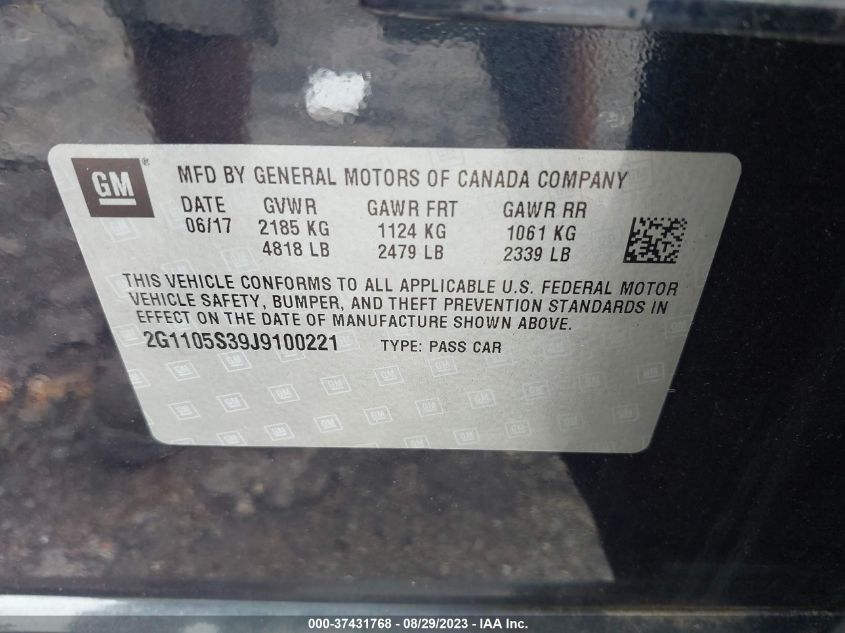 GM®
MFD BY GENERAL MOTORS OF CANADA COMPANY
DATE GVWR GAWR FRT GAWR RR
06/17 2185 KG 1124 KG 1061 KG
4818 LB 2479 LB 2339 LB
THIS VEHICLE CONFORMS TO ALL APPLICABLE U.S. FEDERAL MOTOR
VEHICLE SAFETY, BUMPER, AND THEFT PREVENTION STANDARDS IN
EFFECT ON THE DATE OF MANUFACTURE SHOWN ABOVE.
2G1105S39J9100221 TYPE: PASS CAR
000-37431768 - 08/29/2023 - IAA Inc.